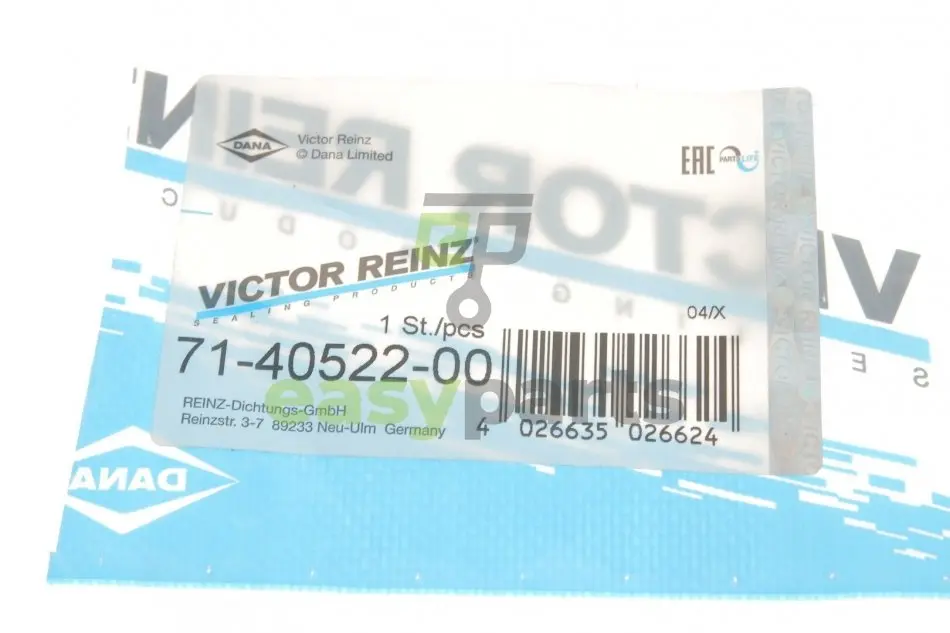 DANA
Victor Reinz
© Dana Limited
EAC
PART LIFE
VICTOR REINZ®
SEALING PRODUCTS
04/X
1 St./pcs
71-40522-00
easyparts
REINZ-Dichtungs-GmbH
Reinzstr. 3-7 89233 Neu-Ulm Germany
4 026635 026624
DANA